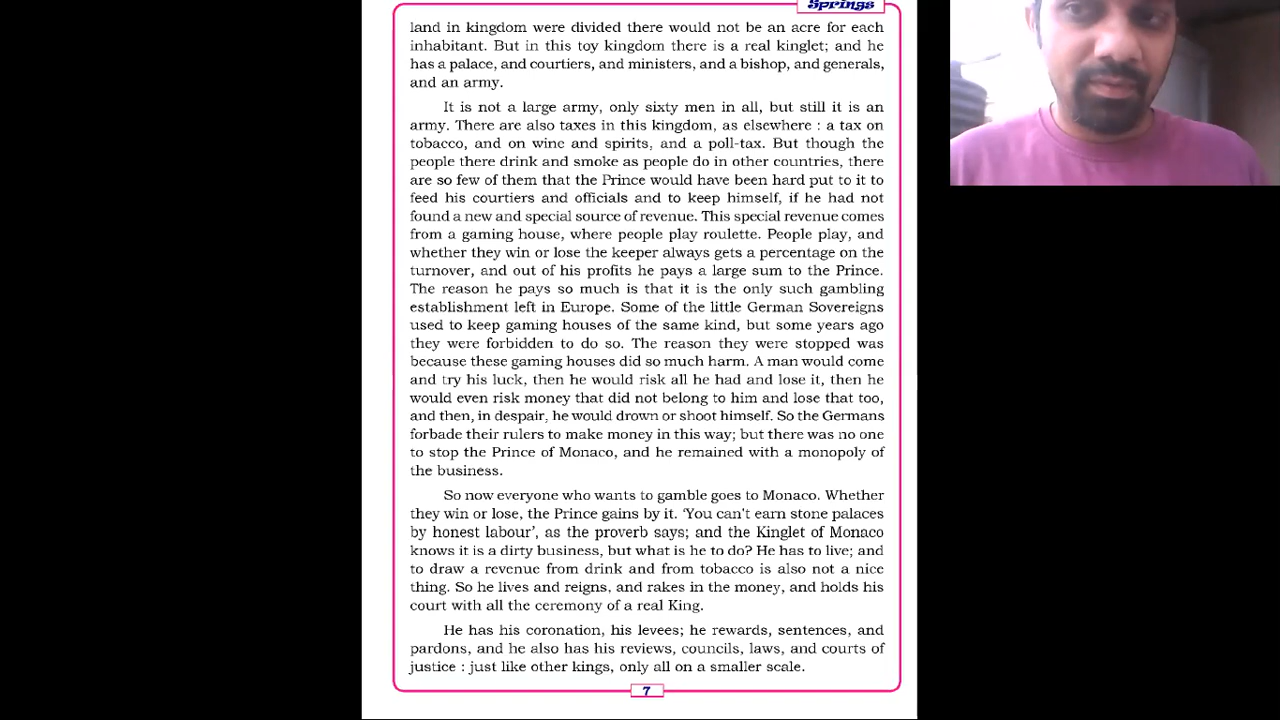 Springs
land in kingdom were divided there would not be an acre for each
inhabitant. But in this toy kingdom there is a real kinglet; and he
has a palace, and courtiers, and ministers, and a bishop, and generals,
and an army.
It is not a large army, only sixty men in all, but still it is an
army. There are also taxes in this kingdom, as elsewhere : a tax on
tobacco, and on wine and spirits, and a poll-tax. But though the
people there drink and smoke as people do in other countries, there
are so few of them that the Prince would have been hard put to it to
feed his courtiers and officials and to keep himself, if he had not
found a new and special source of revenue. This special revenue comes
from a gaming house, where people play roulette. People play, and
whether they win or lose the keeper always gets a percentage on the
turnover, and out of his profits he pays a large sum to the Prince.
The reason he pays so much is that it is the only such gambling
establishment left in Europe. Some of the little German Sovereigns
used to keep gaming houses of the same kind, but some years ago
they were forbidden to do so. The reason they were stopped was
because these gaming houses did so much harm. A man would come
and try his luck, then he would risk all he had and lose it, then he
would even risk money that did not belong to him and lose that too,
and then, in despair, he would drown or shoot himself. So the Germans
forbade their rulers to make money in this way; but there was no one
to stop the Prince of Monaco, and he remained with a monopoly of
the business.
So now everyone who wants to gamble goes to Monaco. Whether
they win or lose, the Prince gains by it. 'You can't earn stone palaces
by honest labour', as the proverb says; and the Kinglet of Monaco
knows it is a dirty business, but what is he to do? He has to live; and
to draw a revenue from drink and from tobacco is also not a nice
thing. So he lives and reigns, and rakes in the money, and holds his
court with all the ceremony of a real King.
He has his coronation, his levees; he rewards, sentences, and
pardons, and he also has his reviews, councils, laws, and courts of
justice : just like other kings, only all on a smaller scale.
7